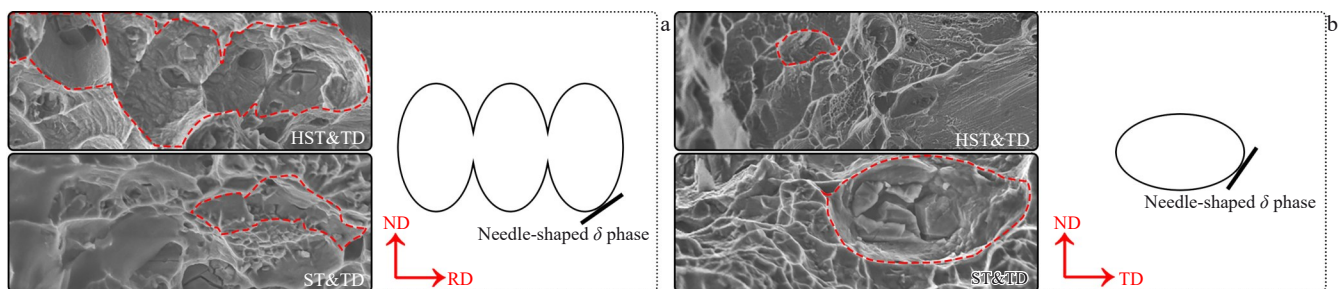 a
HST&TD
ST&TD
Needle-shaped δ phase
ND
RD
b
HST&TD
ST&TD
Needle-shaped δ phase
ND
TD